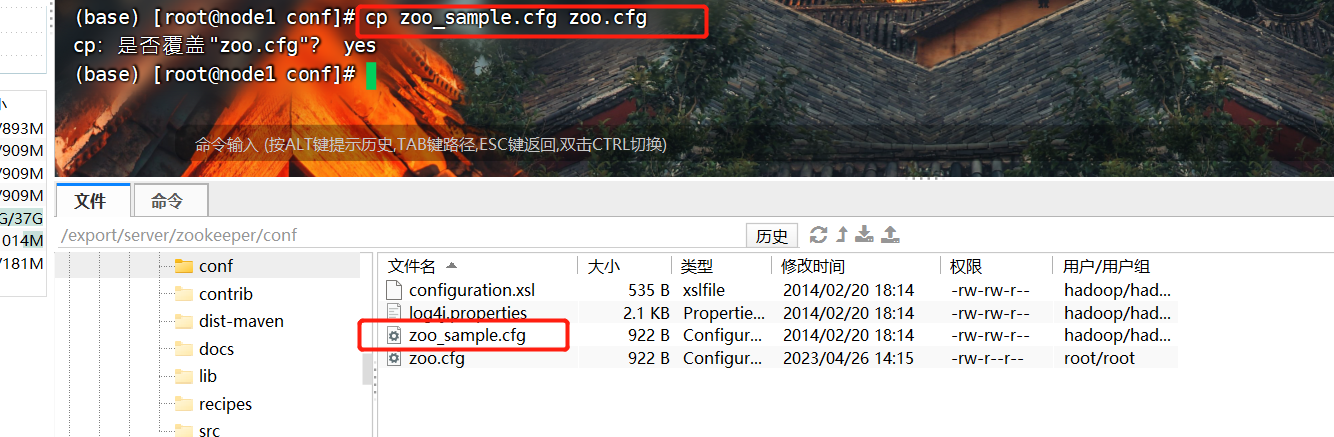 (base) [root@node1 conf]# cp zoo_sample.cfg zoo.cfg
cp: 是否覆盖"zoo.cfg"? yes
(base) [root@node1 conf]#
命令输入 (按ALT键提示历史,TAB键路径,ESC键返回,双击CTRL切换)
小
/893M
/909M
/909M
/909M
G/37G
014M
/181M
文件 命令
/export/server/zookeeper/conf 历史
conf
contrib
dist-maven
docs
lib
recipes
src
文件名 大小 类型 修改时间 权限 用户/用户组
configuration.xsl 535 B xslfile 2014/02/20 18:14 -rw-rw-r-- hadoop/had...
log4j.properties 2.1 KB Propertie... 2014/02/20 18:14 -rw-rw-r-- hadoop/had...
zoo_sample.cfg 922 B Configur... 2014/02/20 18:14 -rw-rw-r-- hadoop/had...
zoo.cfg 922 B Configur... 2023/04/26 14:15 -rw-r--r-- root/root